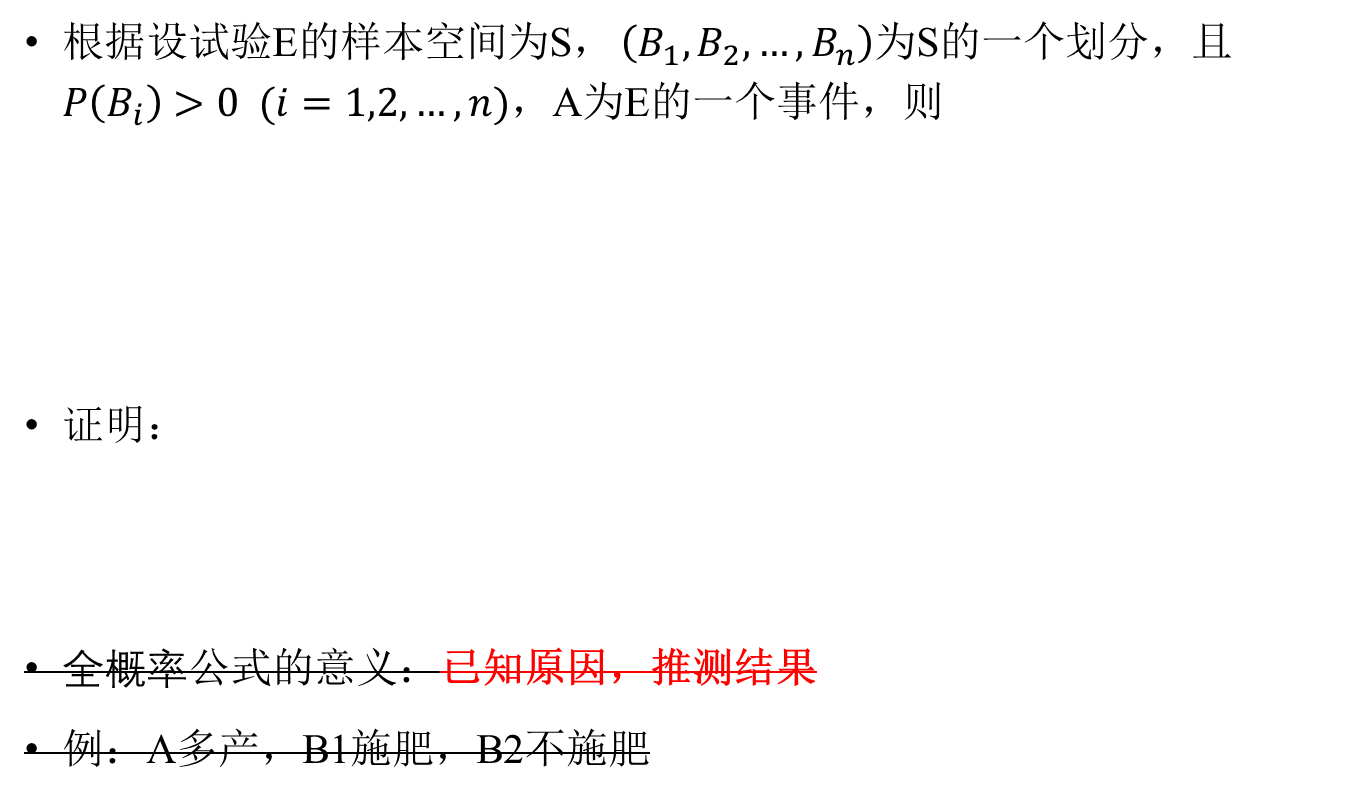 • 根据设试验E的样本空间为S， (B₁,B₂,…,Bₙ)为S的一个划分，且
P(Bᵢ) > 0 (i = 1,2,…,n)，A为E的一个事件，则
• 证明：
• 全概率公式的意义：已知原因，推测结果
• 例：A多产，B1施肥，B2不施肥